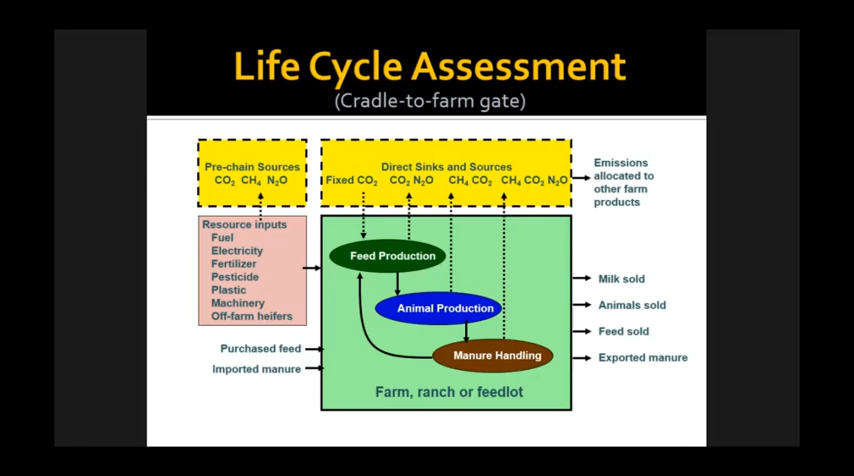 Life Cycle Assessment
(Cradle-to-farm gate)
Pre-chain Sources
CO₂ CH₄ N₂O
Direct Sinks and Sources
Fixed CO₂ CO₂ N₂O CH₄ CO₂ CH₄ CO₂ N₂O
Emissions
allocated to
other farm
products
Resource inputs
Fuel
Electricity
Fertilizer
Pesticide
Plastic
Machinery
Off-farm heifers
Purchased feed
Imported manure
Feed Production
Animal Production
Manure Handling
Farm, ranch or feedlot
Milk sold
Animals sold
Feed sold
Exported manure